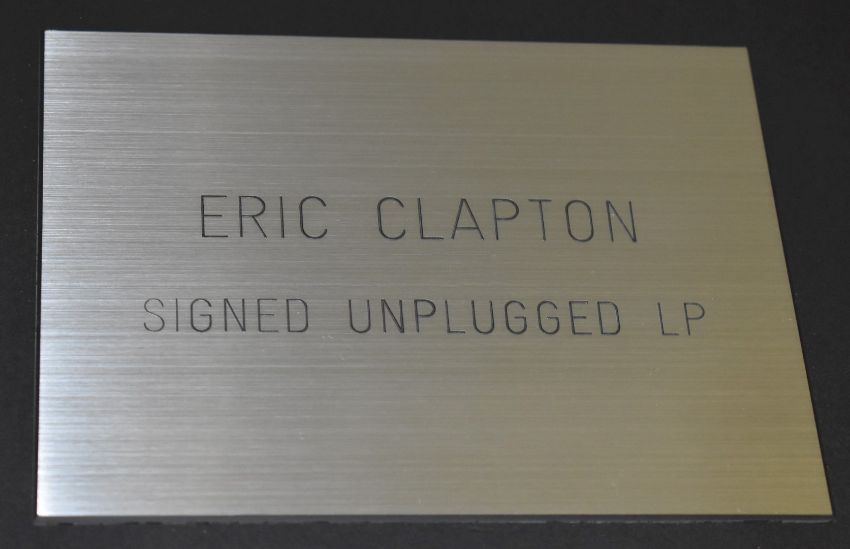 ERIC CLAPTON
SIGNED UNPLUGGED LP